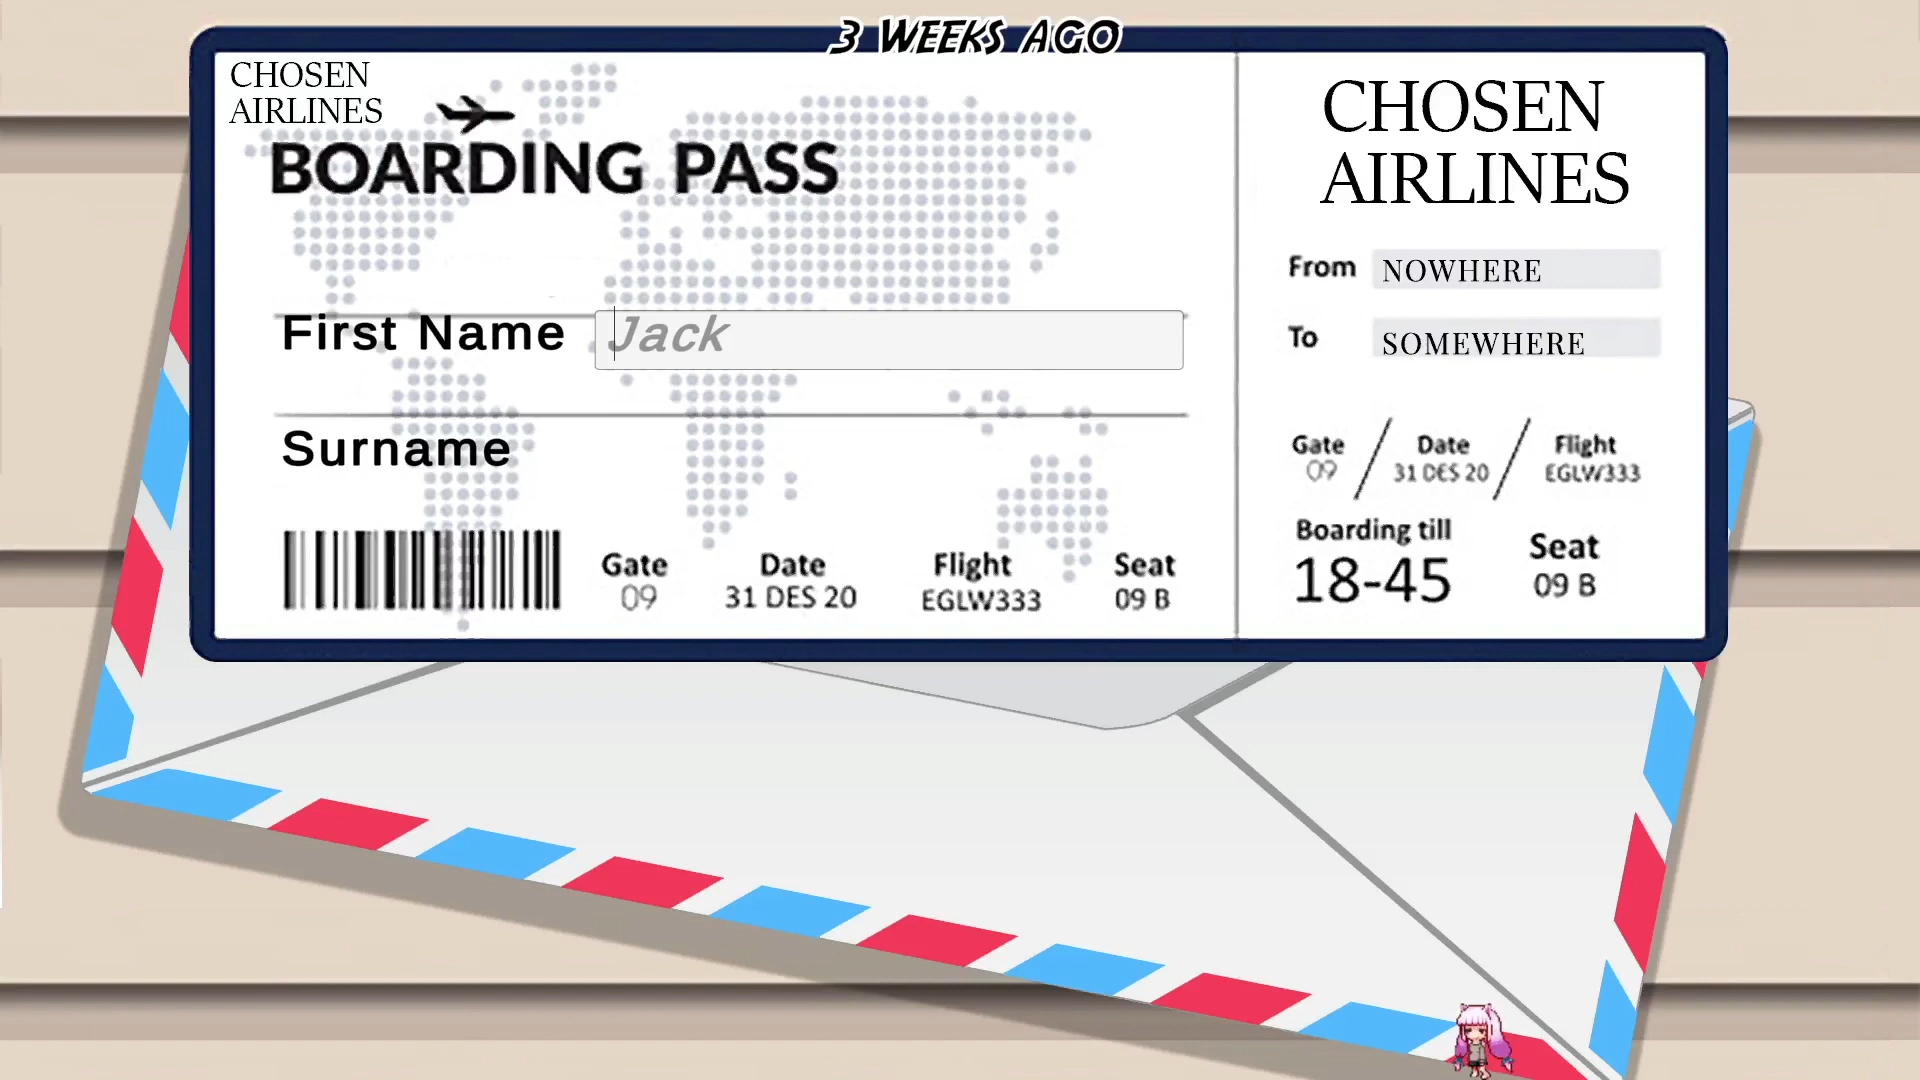 3 WEEKS AGO
CHOSEN
AIRLINES
BOARDING PASS
First Name Jack
Surname
Gate Date Flight Seat
09 31 DES 20 EGLW333 09 B
CHOSEN
AIRLINES
From NOWHERE
To SOMEWHERE
Gate Date Flight
09 31 DES 20 EGLW333
Boarding till Seat
18-45 09 B